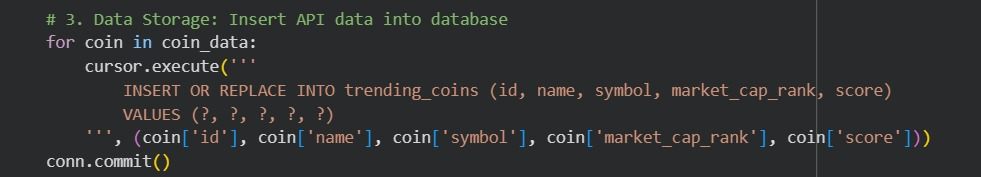 # 3. Data Storage: Insert API data into database
for coin in coin_data:
cursor.execute('''
INSERT OR REPLACE INTO trending_coins (id, name, symbol, market_cap_rank, score)
VALUES (?, ?, ?, ?, ?)
''', (coin['id'], coin['name'], coin['symbol'], coin['market_cap_rank'], coin['score']))
conn.commit()